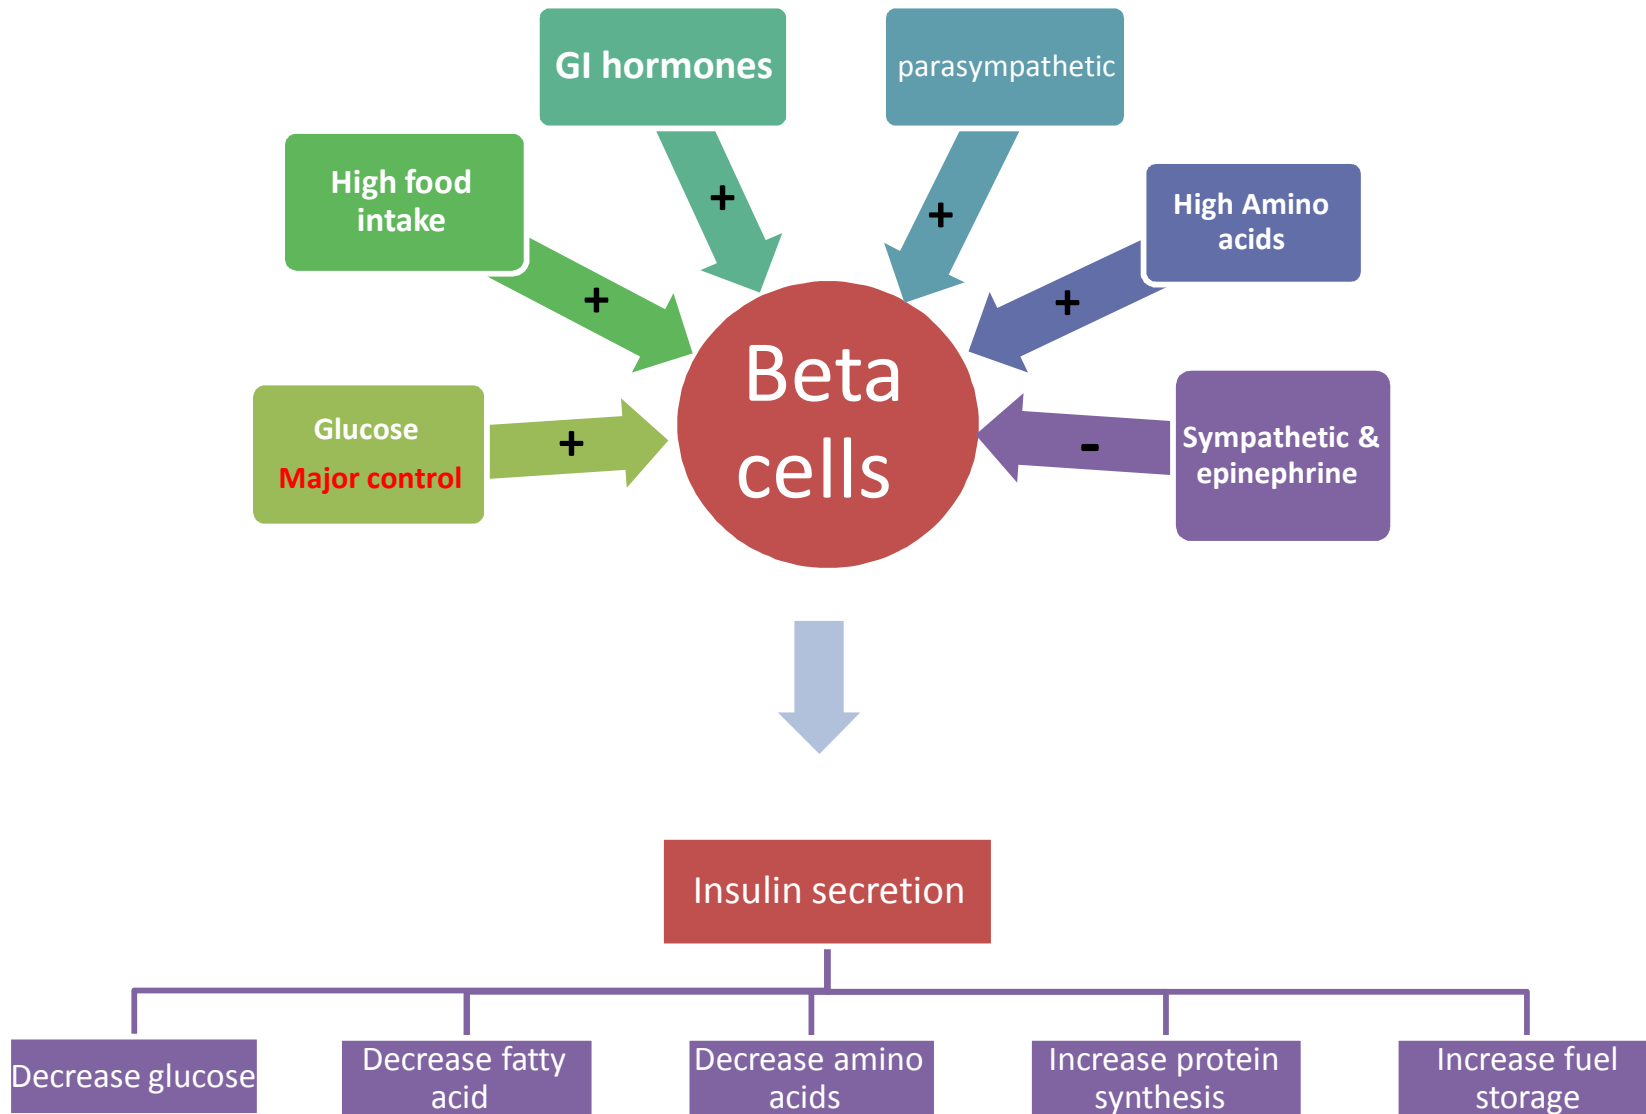 GI hormones
parasympathetic
High food
intake
High Amino
acids
+
+
+
+
Glucose
Major control
+
Beta
cells
-
Sympathetic &
epinephrine
Insulin secretion
Decrease glucose
Decrease fatty
acid
Decrease amino
acids
Increase protein
synthesis
Increase fuel
storage